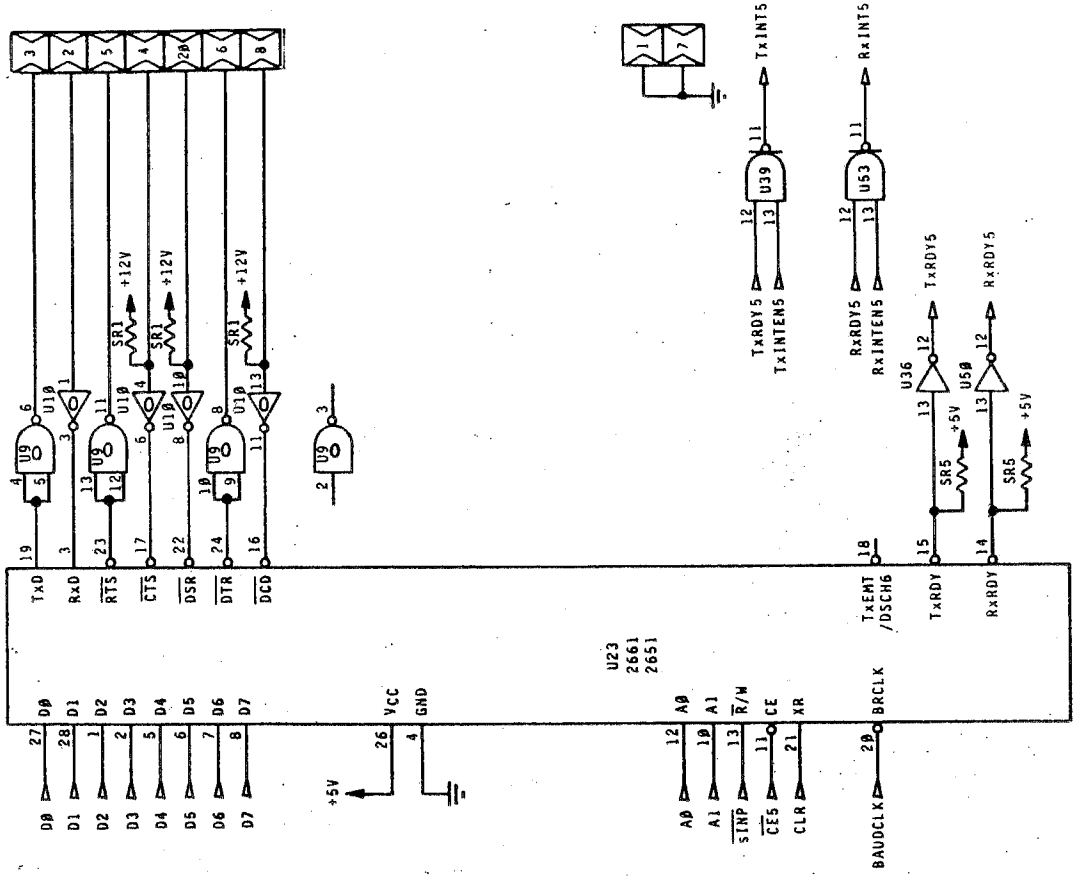 3 2 5 4 20 6 8
1 7
TxINT5
RxINT5
11
11
U39
U53
12 13
12 13
TxRDY5
TxINTEN5
RxRDY5
RxINTEN5
TxRDY5
RxRDY5
12
12
U36
U50
13
13
+5V
+5V
SR5
SR5
+12V
+12V
+12V
SR1
SR1
SR1
6
U10
1
3
11
U10
4
6
U10
10
8
8
U10
13
11
U9
4
5
U9
13
12
U9
10
9
U9
2
3
19
3
23
17
22
24
16
18
15
14
TxD
RxD
RTS
CTS
DSR
DTR
DCD
TxEMT
/DSCH6
TxRDY
RxRDY
U23
2661
2651
DØ
D1
D2
D3
D4
D5
D6
D7
VCC
GND
AØ
A1
R/W
CE
XR
BRCLK
27
28
1
2
5
6
7
8
26
4
12
10
13
11
21
20
+5V
DØ
D1
D2
D3
D4
D5
D6
D7
AØ
A1
SINP
CE5
CLR
BAUDCLK